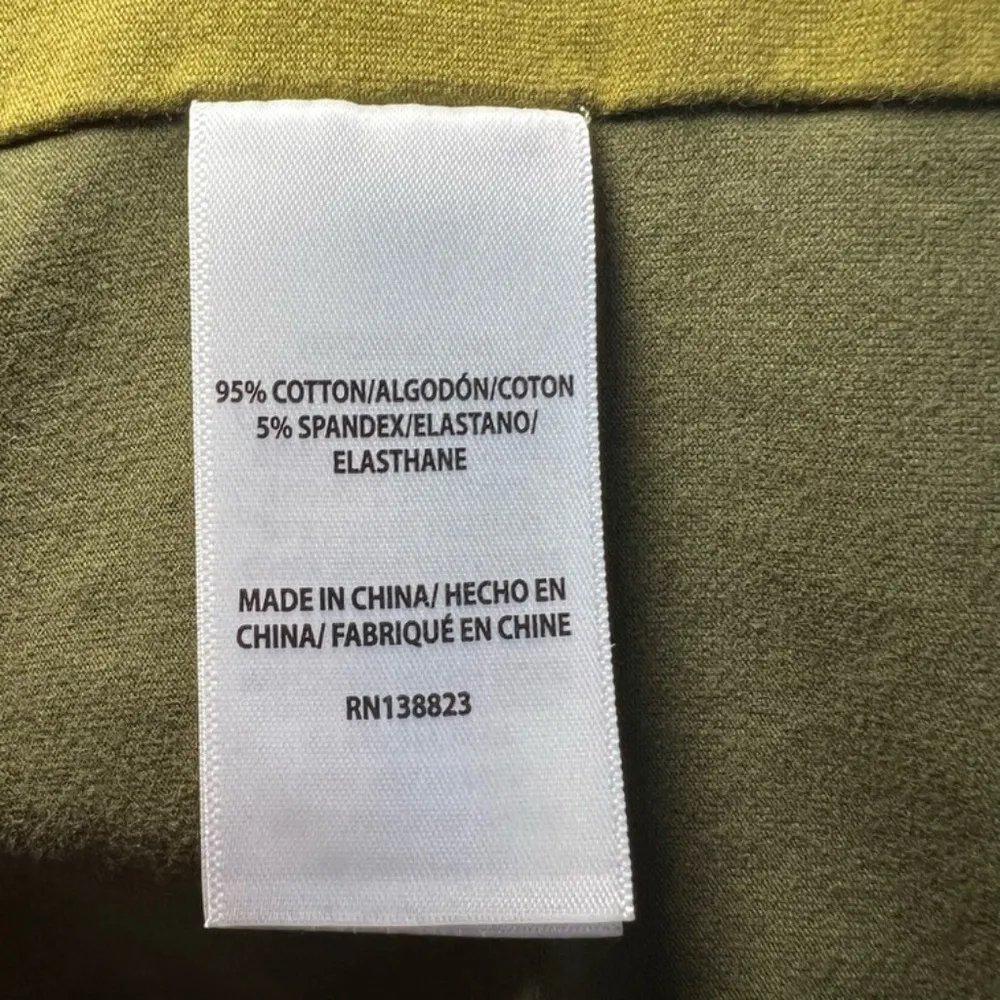 95% COTTON/ALGODÓN/COTON
5% SPANDEX/ELASTANO/
ELASTHANE
MADE IN CHINA/ HECHO EN
CHINA/ FABRIQUÉ EN CHINE
RN138823